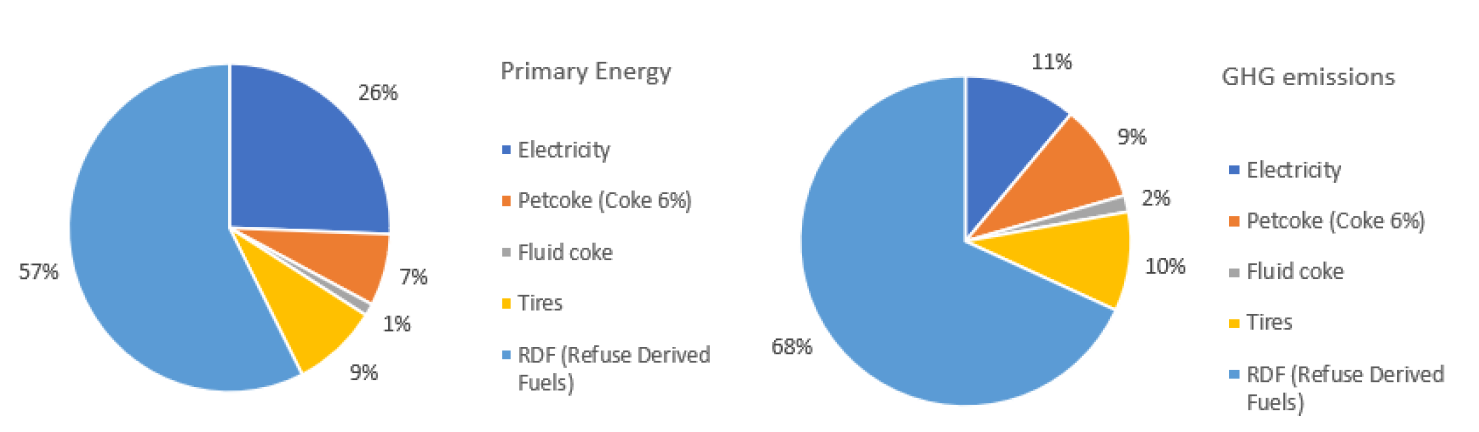 Primary Energy
26%
7%
1%
9%
57%
Electricity
Petcoke (Coke 6%)
Fluid coke
Tires
RDF (Refuse Derived
Fuels)
GHG emissions
11%
9%
2%
10%
68%
Electricity
Petcoke (Coke 6%)
Fluid coke
Tires
RDF (Refuse Derived
Fuels)